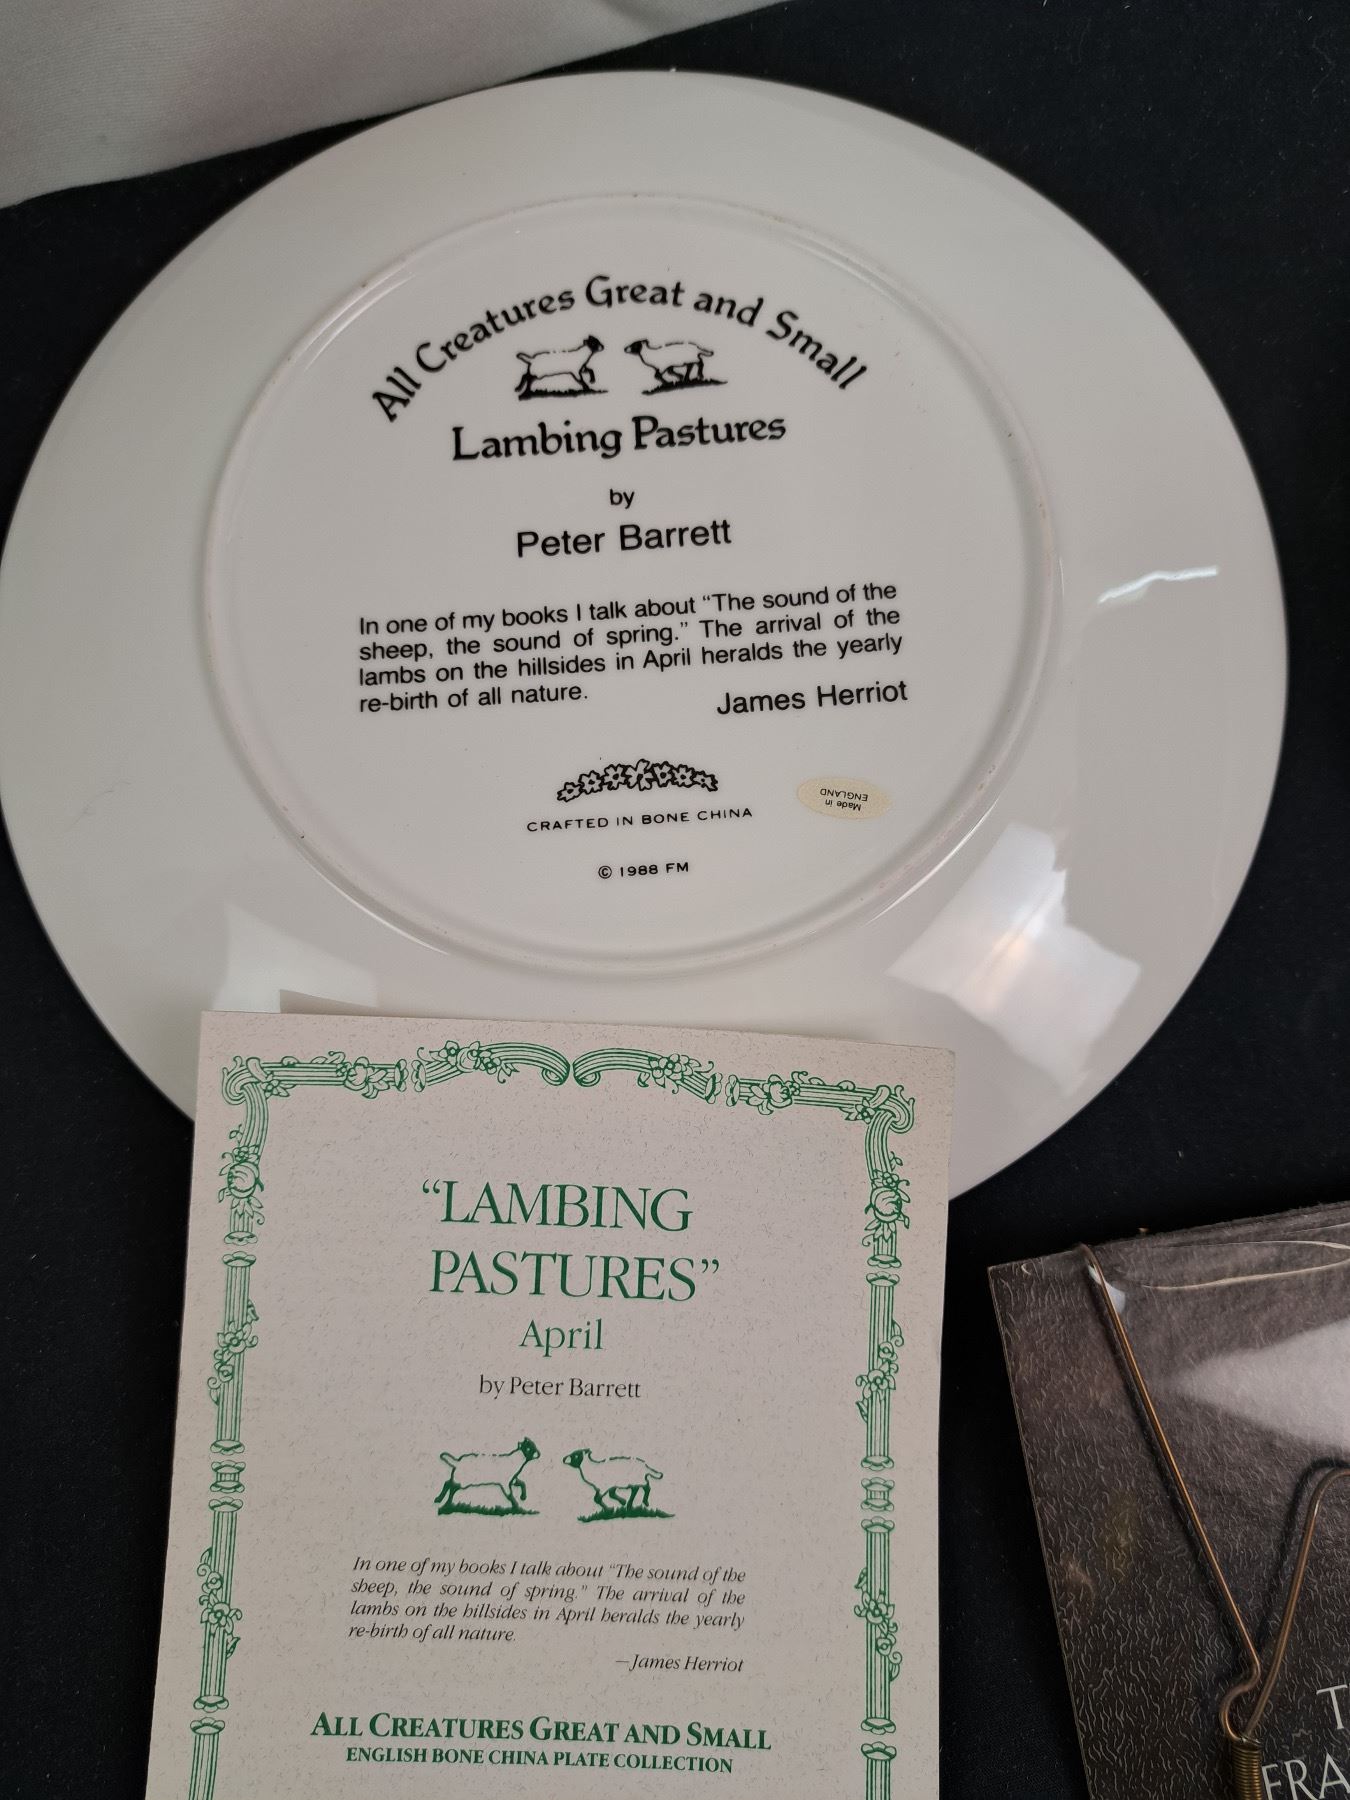 All Creatures Great and Small
Lambing Pastures
by
Peter Barrett
In one of my books I talk about “The sound of the
sheep, the sound of spring.” The arrival of the
lambs on the hillsides in April heralds the yearly
re-birth of all nature.
James Herriot
CRAFTED IN BONE CHINA
Made in
ENGLAND
© 1988 FM
“LAMBING
PASTURES”
April
by Peter Barrett
In one of my books I talk about “The sound of the
sheep, the sound of spring.” The arrival of the
lambs on the hillsides in April heralds the yearly
re-birth of all nature.
—James Herriot
ALL CREATURES GREAT AND SMALL
ENGLISH BONE CHINA PLATE COLLECTION
T
FRA